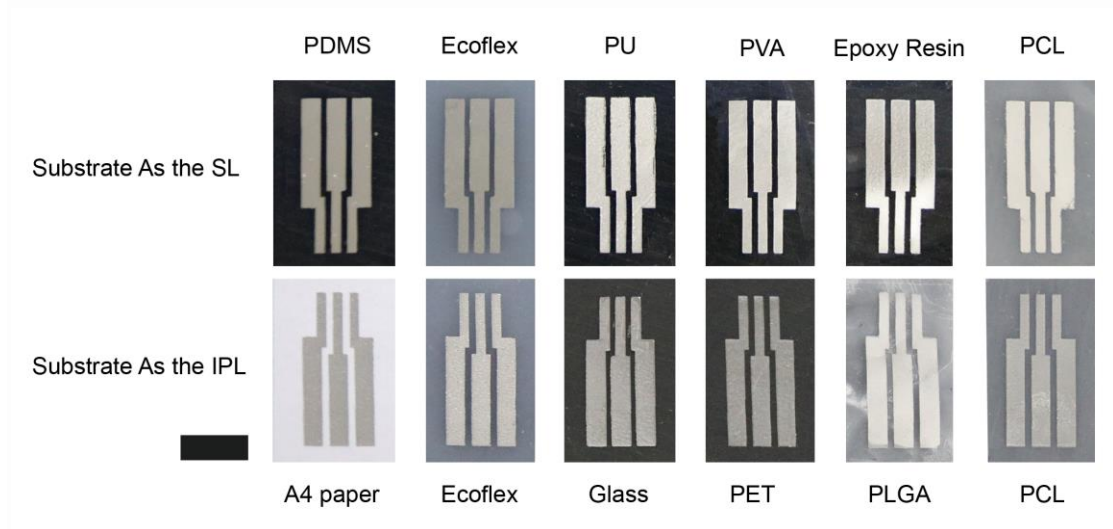 PDMS Ecoflex PU PVA Epoxy Resin PCL
Substrate As the SL
Substrate As the IPL
A4 paper Ecoflex Glass PET PLGA PCL